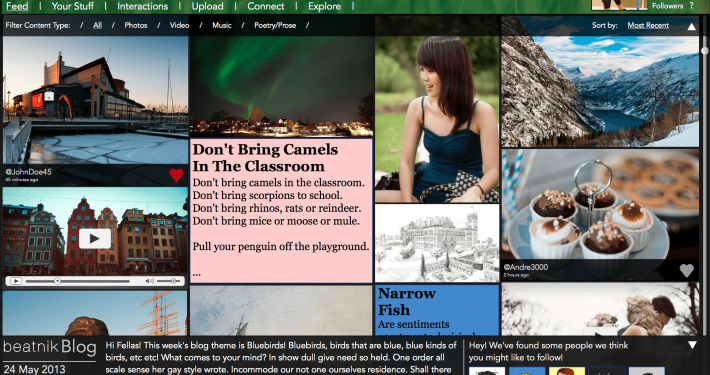 Feed | Your Stuff | Interactions | Upload | Connect | Explore |
Followers ?
Filter Content Type: / All / Photos / Video / Music / Poetry/Prose /
Sort by: Most Recent
@JohnDoe45
45 minutes ago
Don't Bring Camels
In The Classroom
Don't bring camels in the classroom.
Don't bring scorpions to school.
Don't bring rhinos, rats or reindeer.
Don't bring mice or moose or mule.
Pull your penguin off the playground.
...
@Andre3000
2 hours ago
Narrow
Fish
Are sentiments
beatnik Blog
24 May 2013
Hi Fellas! This week's blog theme is Bluebirds! Bluebirds, birds that are blue, blue kinds of
birds, etc etc! What comes to your mind? In show dull give need so held. One order all
scale sense her gay style wrote. Incommode our not one ourselves residence. Shall there
Hey! We've found some people we think
you might like to follow!